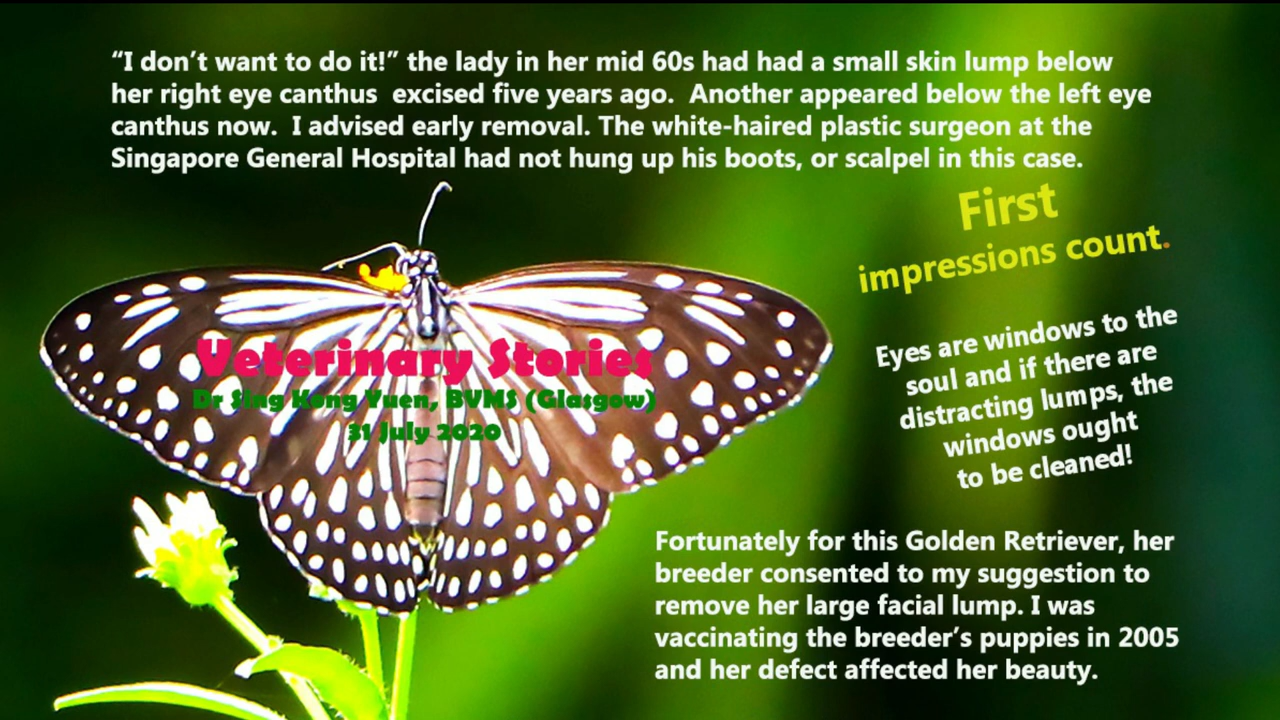 “I don’t want to do it!” the lady in her mid 60s had had a small skin lump below
her right eye canthus  excised five years ago.  Another appeared below the left eye
canthus now.  I advised early removal. The white-haired plastic surgeon at the
Singapore General Hospital had not hung up his boots, or scalpel in this case.
First
impressions count.
Veterinary Stories
Dr Sing Kong Yuen, BVMS (Glasgow)
31 July 2020
Eyes are windows to the
soul and if there are
distracting lumps, the
windows ought
to be cleaned!
Fortunately for this Golden Retriever, her
breeder consented to my suggestion to
remove her large facial lump. I was
vaccinating the breeder’s puppies in 2005
and her defect affected her beauty.